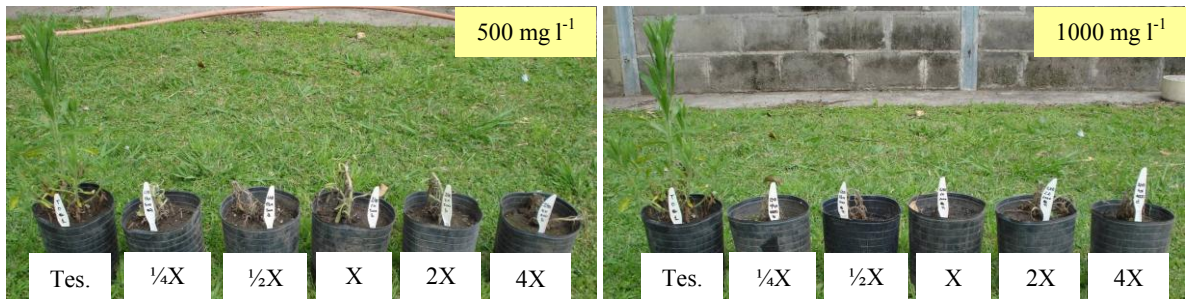 500 mg l⁻¹
Tes. ¼X ½X X 2X 4X
1000 mg l⁻¹
Tes. ¼X ½X X 2X 4X